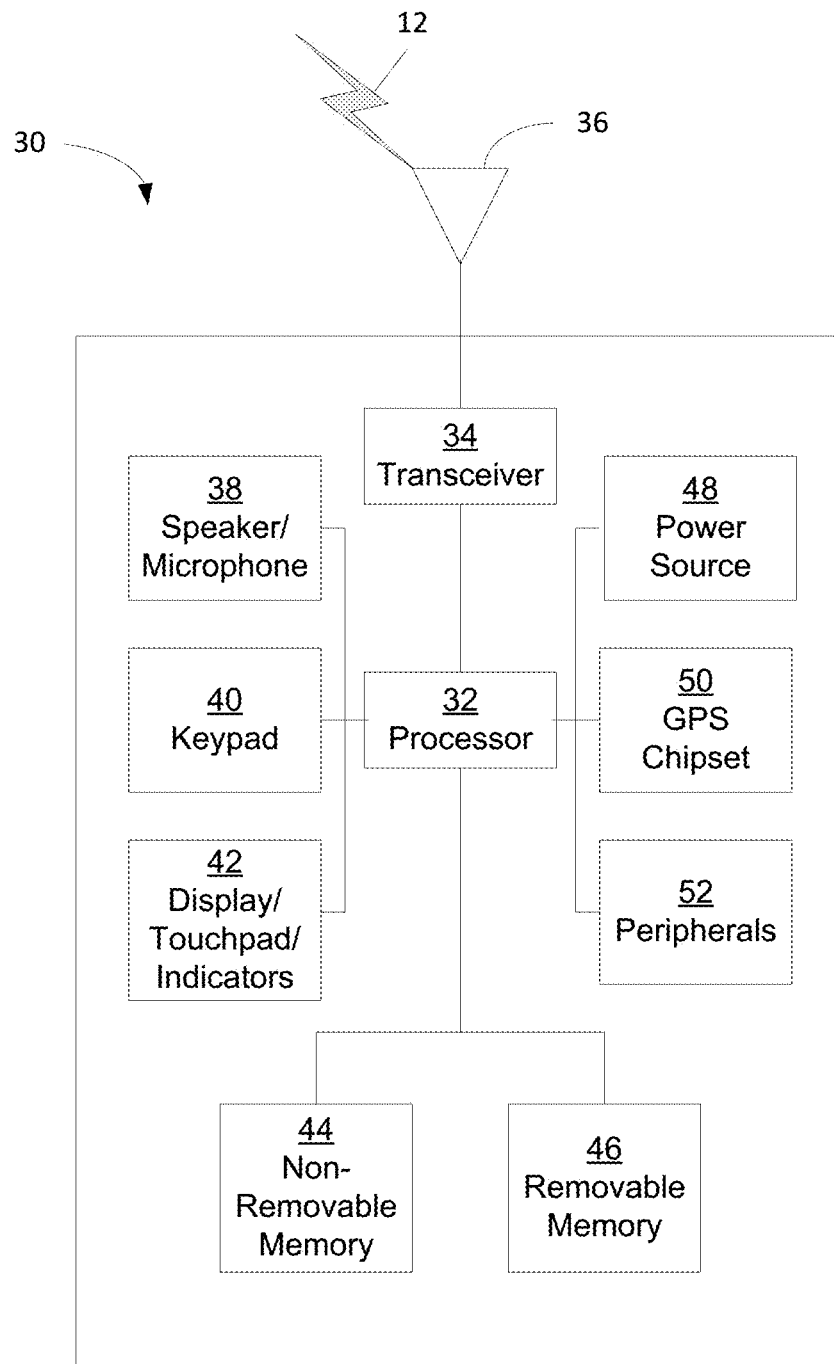 12
36
30
34
Transceiver
38
Speaker/
Microphone
48
Power
Source
40
Keypad
32
Processor
50
GPS
Chipset
42
Display/
Touchpad/
Indicators
52
Peripherals
44
Non-
Removable
Memory
46
Removable
Memory